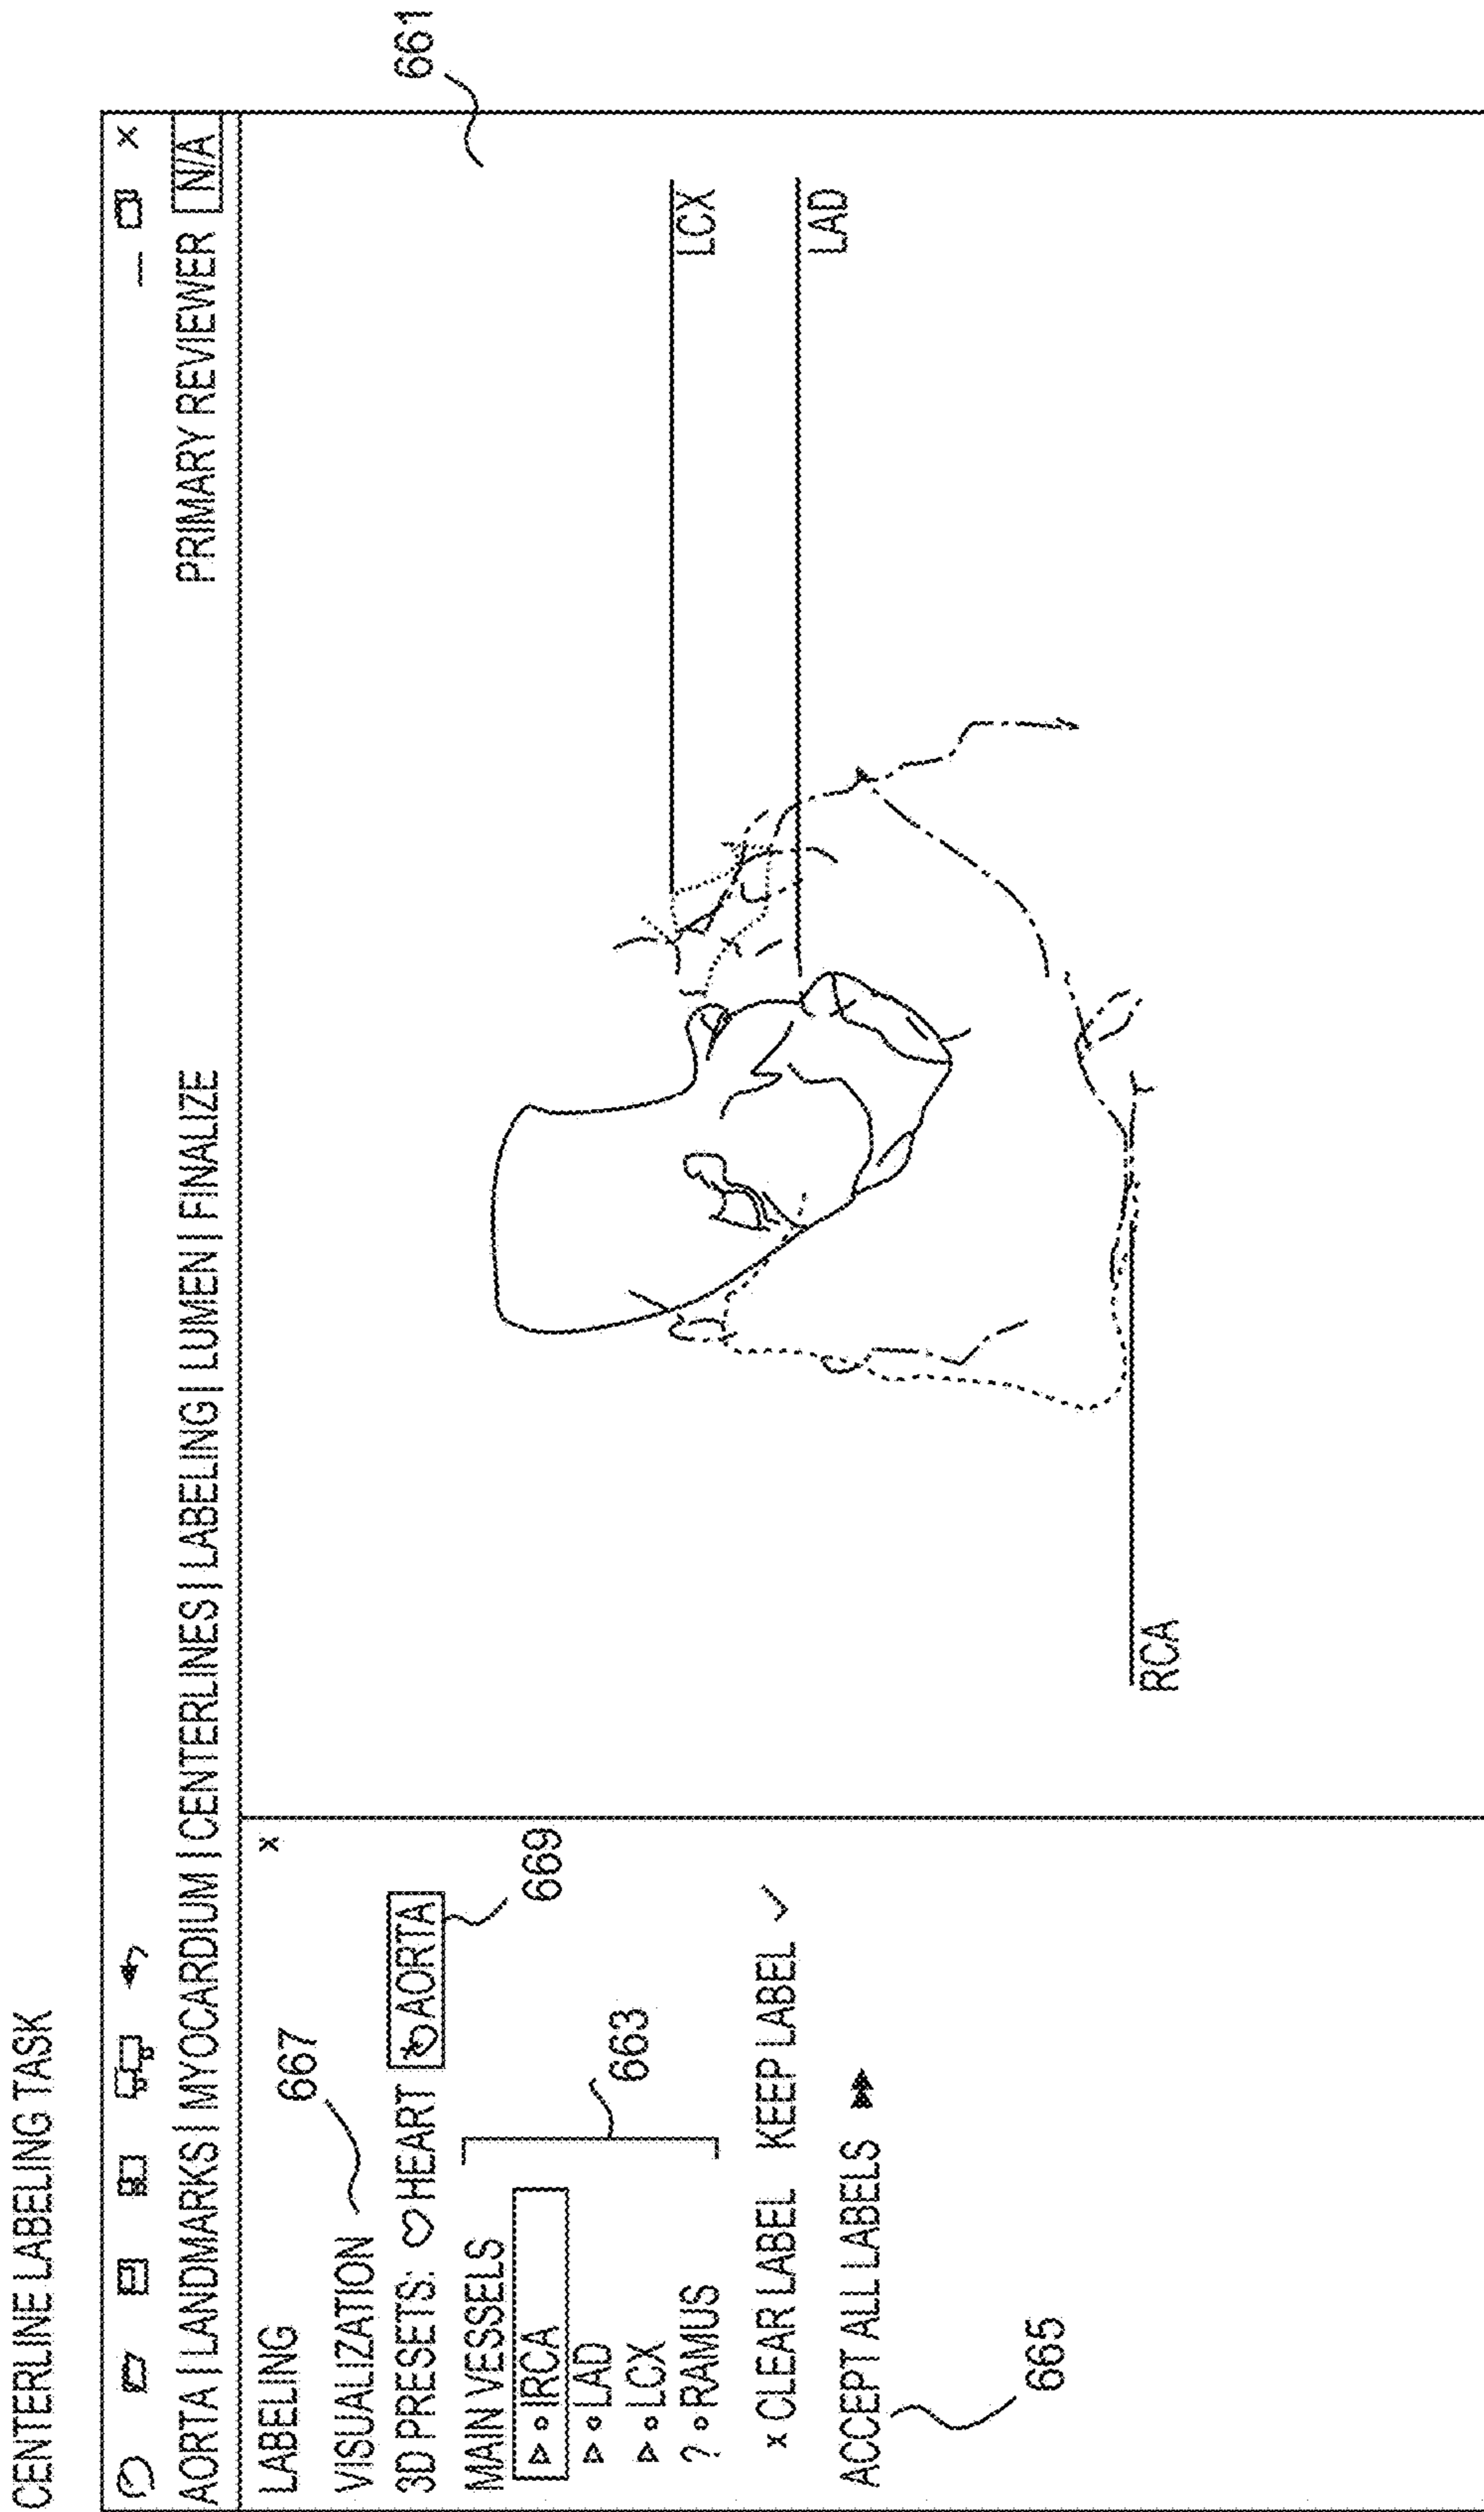 CENTERLINE LABELING TASK
_ x
AORTA | LANDMARKS | MYOCARDIUM | CENTERLINES | LABELING | LUMEN | FINALIZE
PRIMARY REVIEWER N/A
661
LABELING x
667
VISUALIZATION
3D PRESETS: HEART AORTA
669
MAIN VESSELS
IRCA
LAD
LCX
? RAMUS
663
x CLEAR LABEL KEEP LABEL ✓
ACCEPT ALL LABELS
665
LCX
LAD
RCA